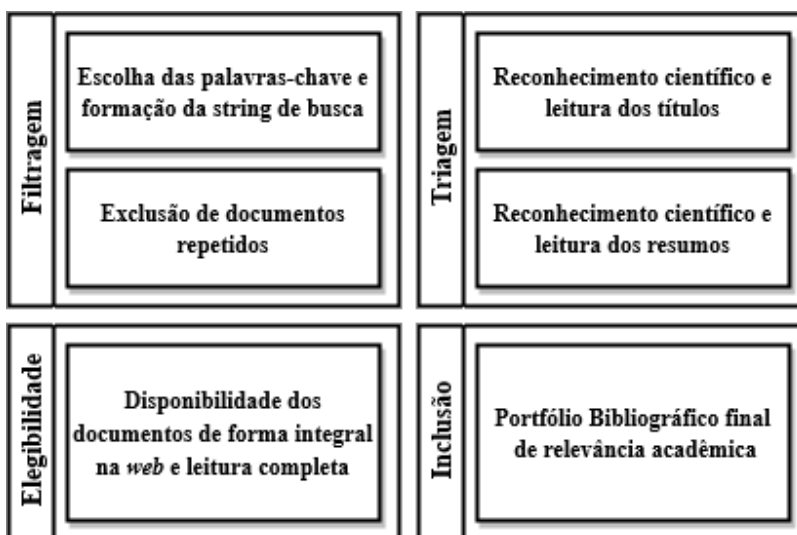 Filtragem
Escolha das palavras-chave e
formação da string de busca
Exclusão de documentos
repetidos
Triagem
Reconhecimento científico e
leitura dos títulos
Reconhecimento científico e
leitura dos resumos
Elegibilidade
Disponibilidade dos
documentos de forma integral
na web e leitura completa
Inclusão
Portfólio Bibliográfico final
de relevância acadêmica